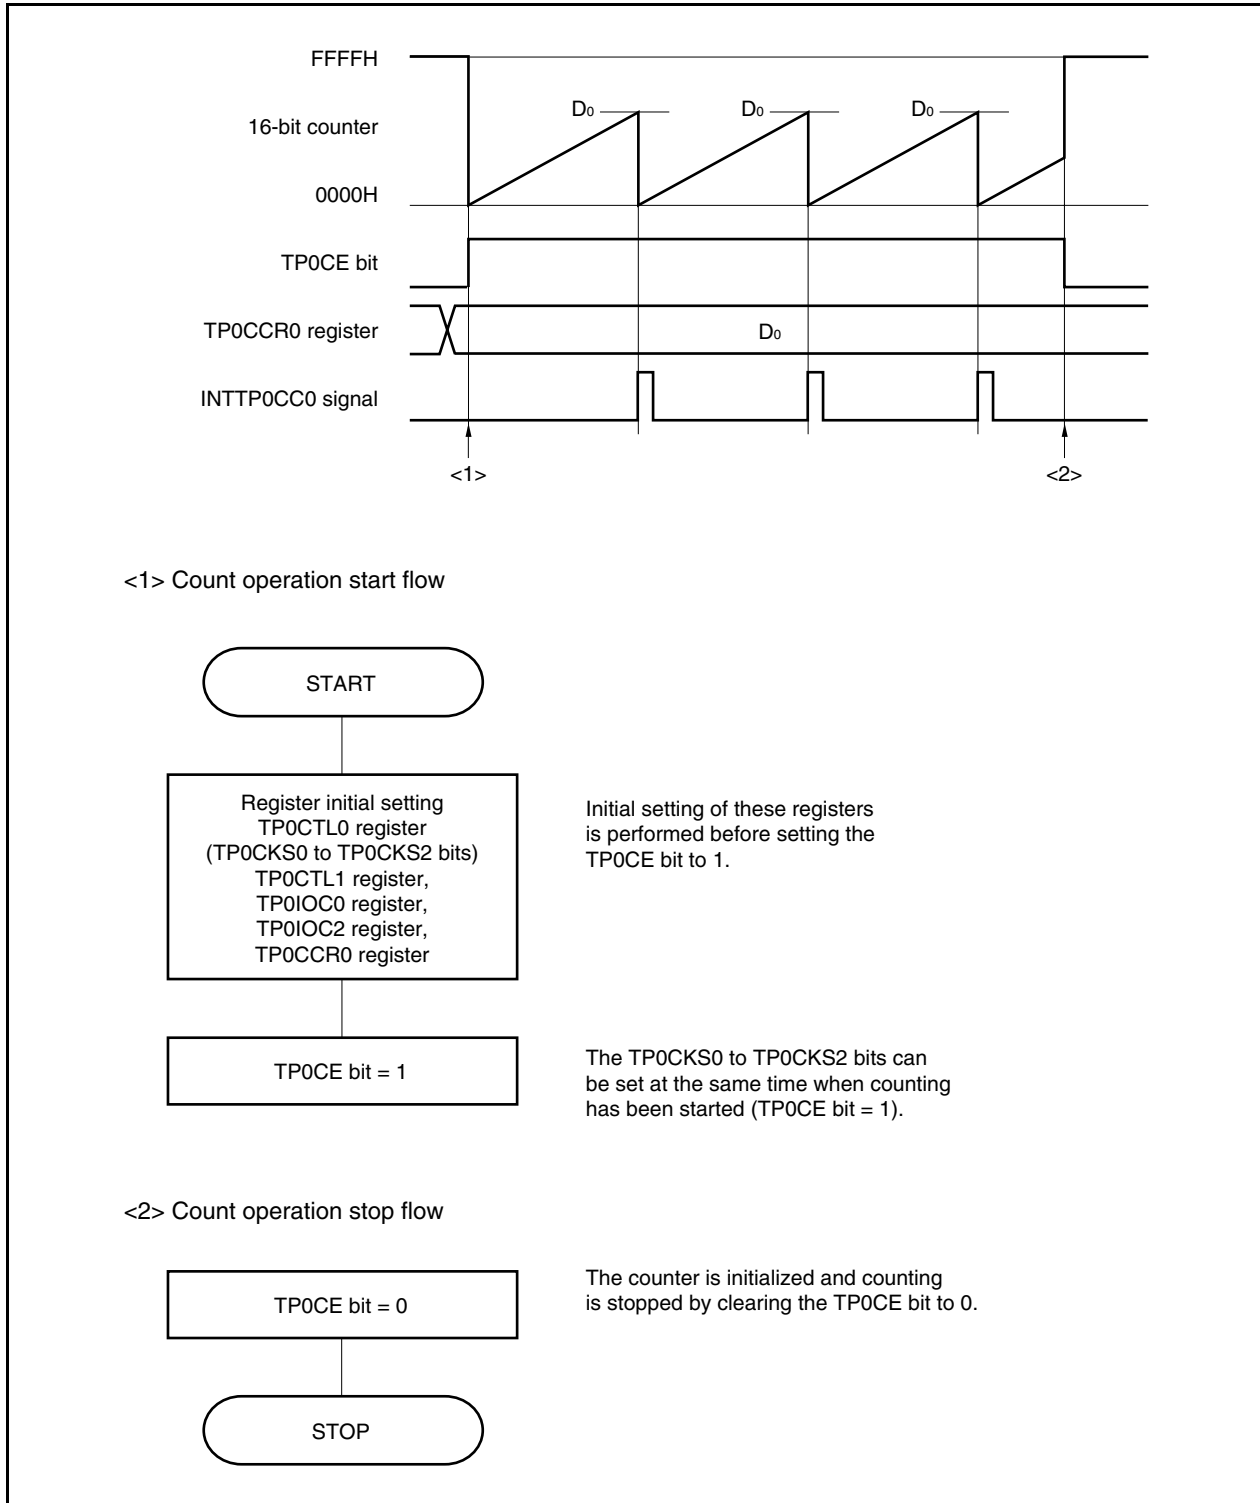 FFFFH
D0 D0 D0
16-bit counter
0000H
TP0CE bit
TP0CCR0 register
D0
INTTP0CC0 signal
<1> <2>
<1> Count operation start flow
START
Register initial setting
TP0CTL0 register
(TP0CKS0 to TP0CKS2 bits)
TP0CTL1 register,
TP0IOC0 register,
TP0IOC2 register,
TP0CCR0 register
Initial setting of these registers
is performed before setting the
TP0CE bit to 1.
TP0CE bit = 1
The TP0CKS0 to TP0CKS2 bits can
be set at the same time when counting
has been started (TP0CE bit = 1).
<2> Count operation stop flow
TP0CE bit = 0
The counter is initialized and counting
is stopped by clearing the TP0CE bit to 0.
STOP